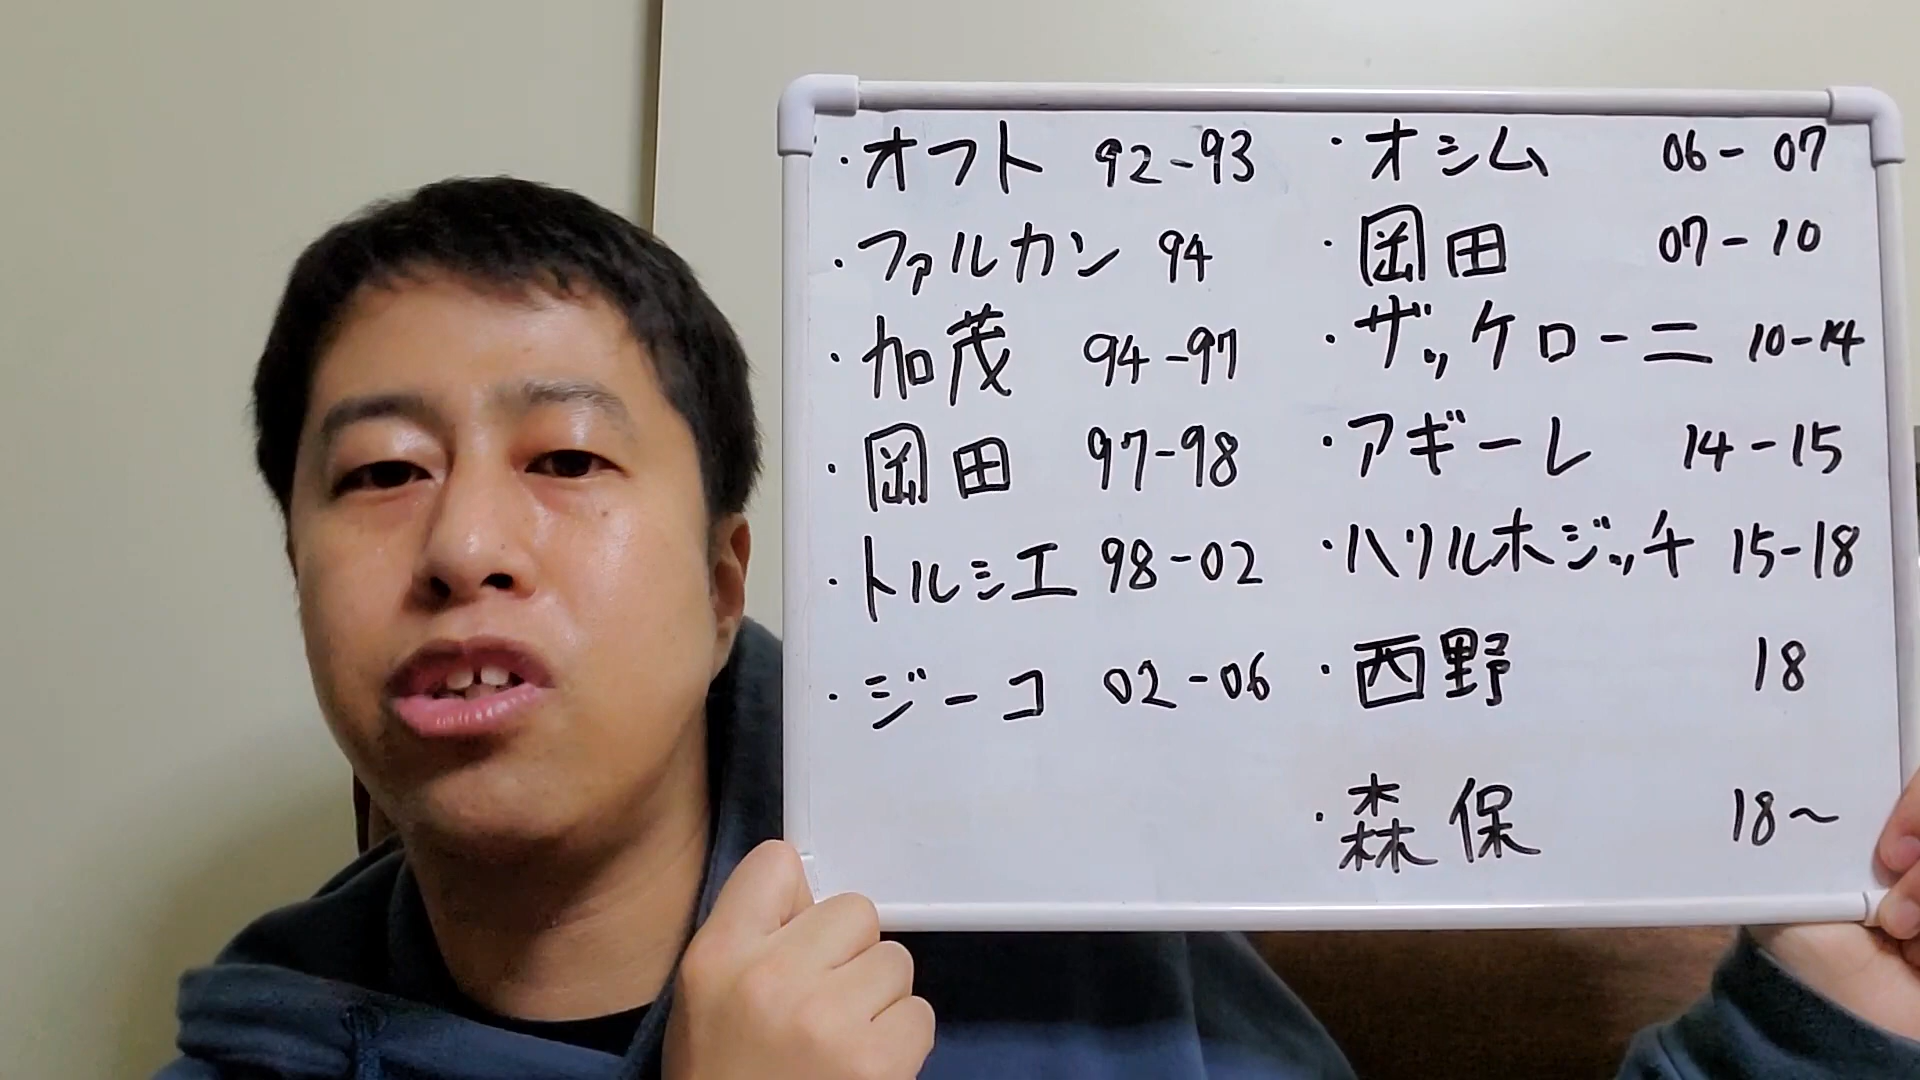 ・オフト 92-93
・ファルカン 94
・加茂 94-97
・岡田 97-98
・トルシエ 98-02
・ジーコ 02-06
・オシム 06-07
・岡田 07-10
・ザッケローニ 10-14
・アギーレ 14-15
・ハリルホジッチ 15-18
・西野 18
・森保 18～